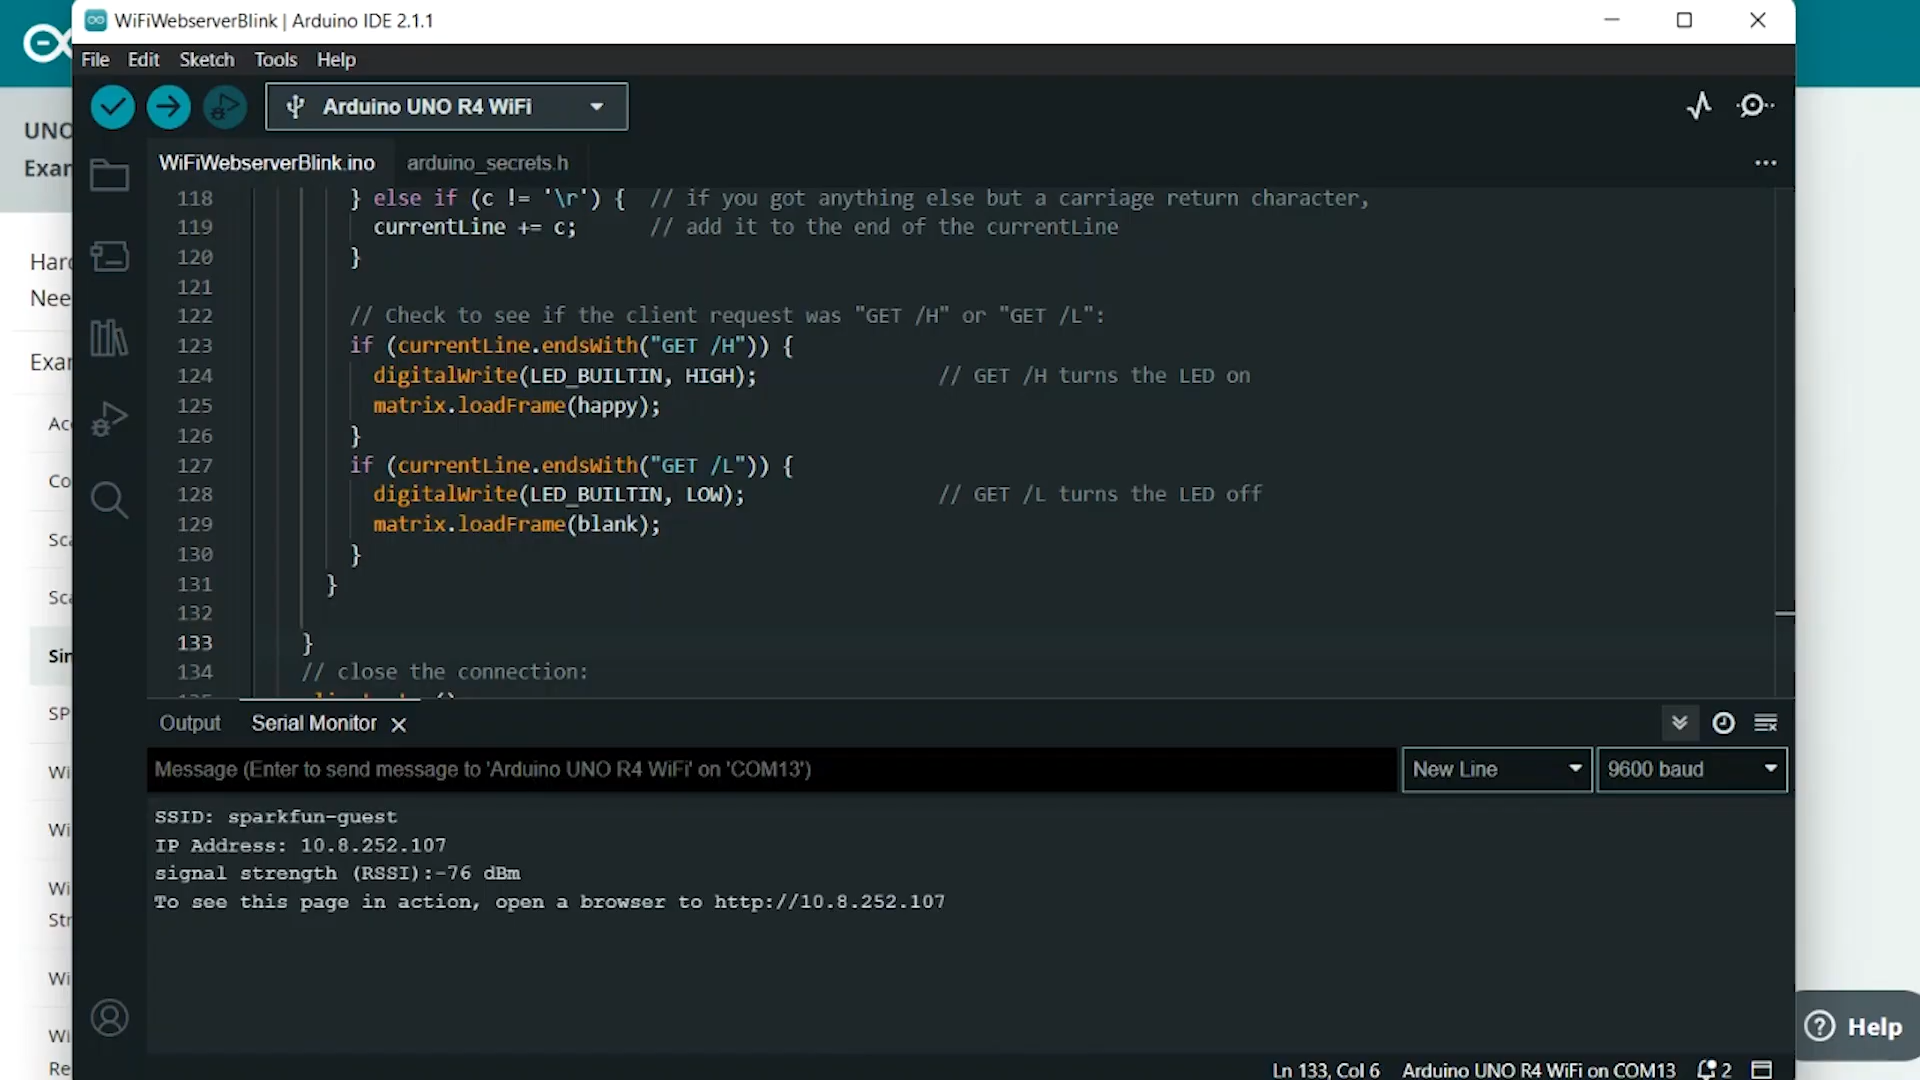 WiFiWebserverBlink | Arduino IDE 2.1.1
File Edit Sketch Tools Help
Arduino UNO R4 WiFi
WiFiWebserverBlink.ino arduino_secrets.h
118 } else if (c != '\r') { // if you got anything else but a carriage return character,
119 currentLine += c; // add it to the end of the currentLine
120 }
121
122 // Check to see if the client request was "GET /H" or "GET /L":
123 if (currentLine.endsWith("GET /H")) {
124 digitalWrite(LED_BUILTIN, HIGH); // GET /H turns the LED on
125 matrix.loadFrame(happy);
126 }
127 if (currentLine.endsWith("GET /L")) {
128 digitalWrite(LED_BUILTIN, LOW); // GET /L turns the LED off
129 matrix.loadFrame(blank);
130 }
131 }
132
133 }
134 // close the connection:
Output Serial Monitor
Message (Enter to send message to 'Arduino UNO R4 WiFi' on 'COM13')
New Line
9600 baud
SSID: sparkfun-guest
IP Address: 10.8.252.107
signal strength (RSSI):-76 dBm
To see this page in action, open a browser to http://10.8.252.107
Ln 133, Col 6 Arduino UNO R4 WiFi on COM13 2
UNO
Help